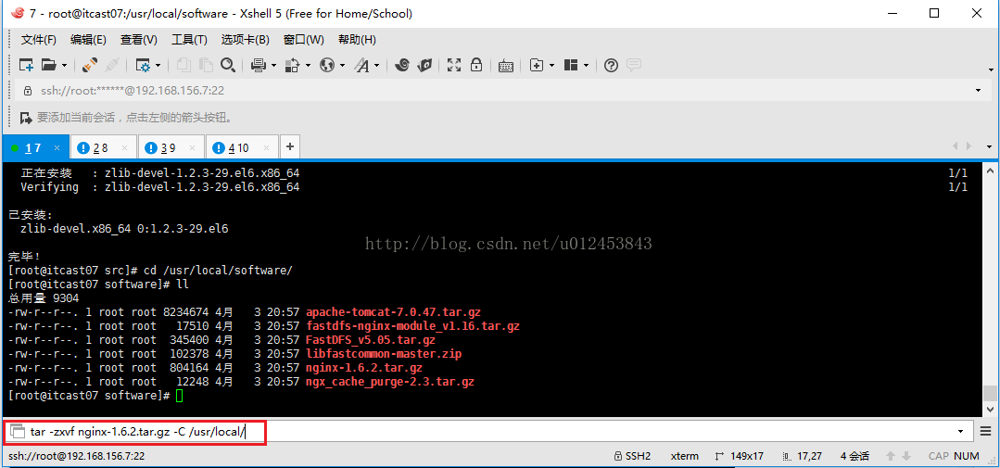 7 - root@itcast07:/usr/local/software - Xshell 5 (Free for Home/School)
文件(F) 编辑(E) 查看(V) 工具(T) 选项卡(B) 窗口(W) 帮助(H)
ssh://root:******@192.168.156.7:22
要添加当前会话，点击左侧的箭头按钮。
1 7 × 2 8 × 3 9 × 4 10 × +
正在安装   : zlib-devel-1.2.3-29.el6.x86_64 1/1
Verifying  : zlib-devel-1.2.3-29.el6.x86_64 1/1
已安装:
zlib-devel.x86_64 0:1.2.3-29.el6
http://blog.csdn.net/u012453843
完毕！
[root@itcast07 src]# cd /usr/local/software/
[root@itcast07 software]# ll
总用量 9304
-rw-r--r--. 1 root root 8234674 4月   3 20:57 apache-tomcat-7.0.47.tar.gz
-rw-r--r--. 1 root root   17510 4月   3 20:57 fastdfs-nginx-module_v1.16.tar.gz
-rw-r--r--. 1 root root  345400 4月   3 20:57 FastDFS_v5.05.tar.gz
-rw-r--r--. 1 root root  102378 4月   3 20:57 libfastcommon-master.zip
-rw-r--r--. 1 root root  804164 4月   3 20:57 nginx-1.6.2.tar.gz
-rw-r--r--. 1 root root   12248 4月   3 20:57 ngx_cache_purge-2.3.tar.gz
[root@itcast07 software]#
tar -zxvf nginx-1.6.2.tar.gz -C /usr/local/
ssh://root@192.168.156.7:22 SSH2 xterm 149x17 17,27 4 会话 CAP NUM